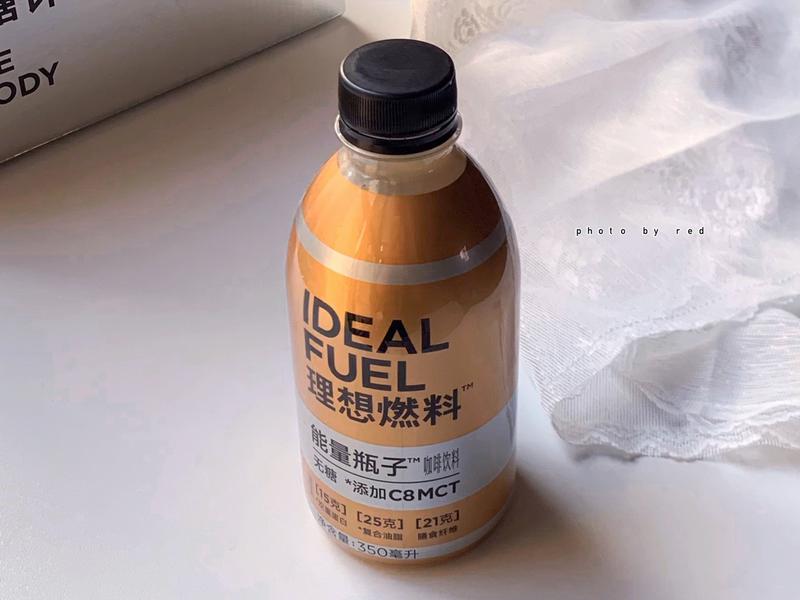 E
ODY
photo by red
IDEAL
FUEL
理想燃料™
能量瓶子™ 咖啡饮料
无糖 *添加C8MCT
[15克] [25克] [21克]
蛋白 *复合油脂 膳食纤维
净含量:350毫升